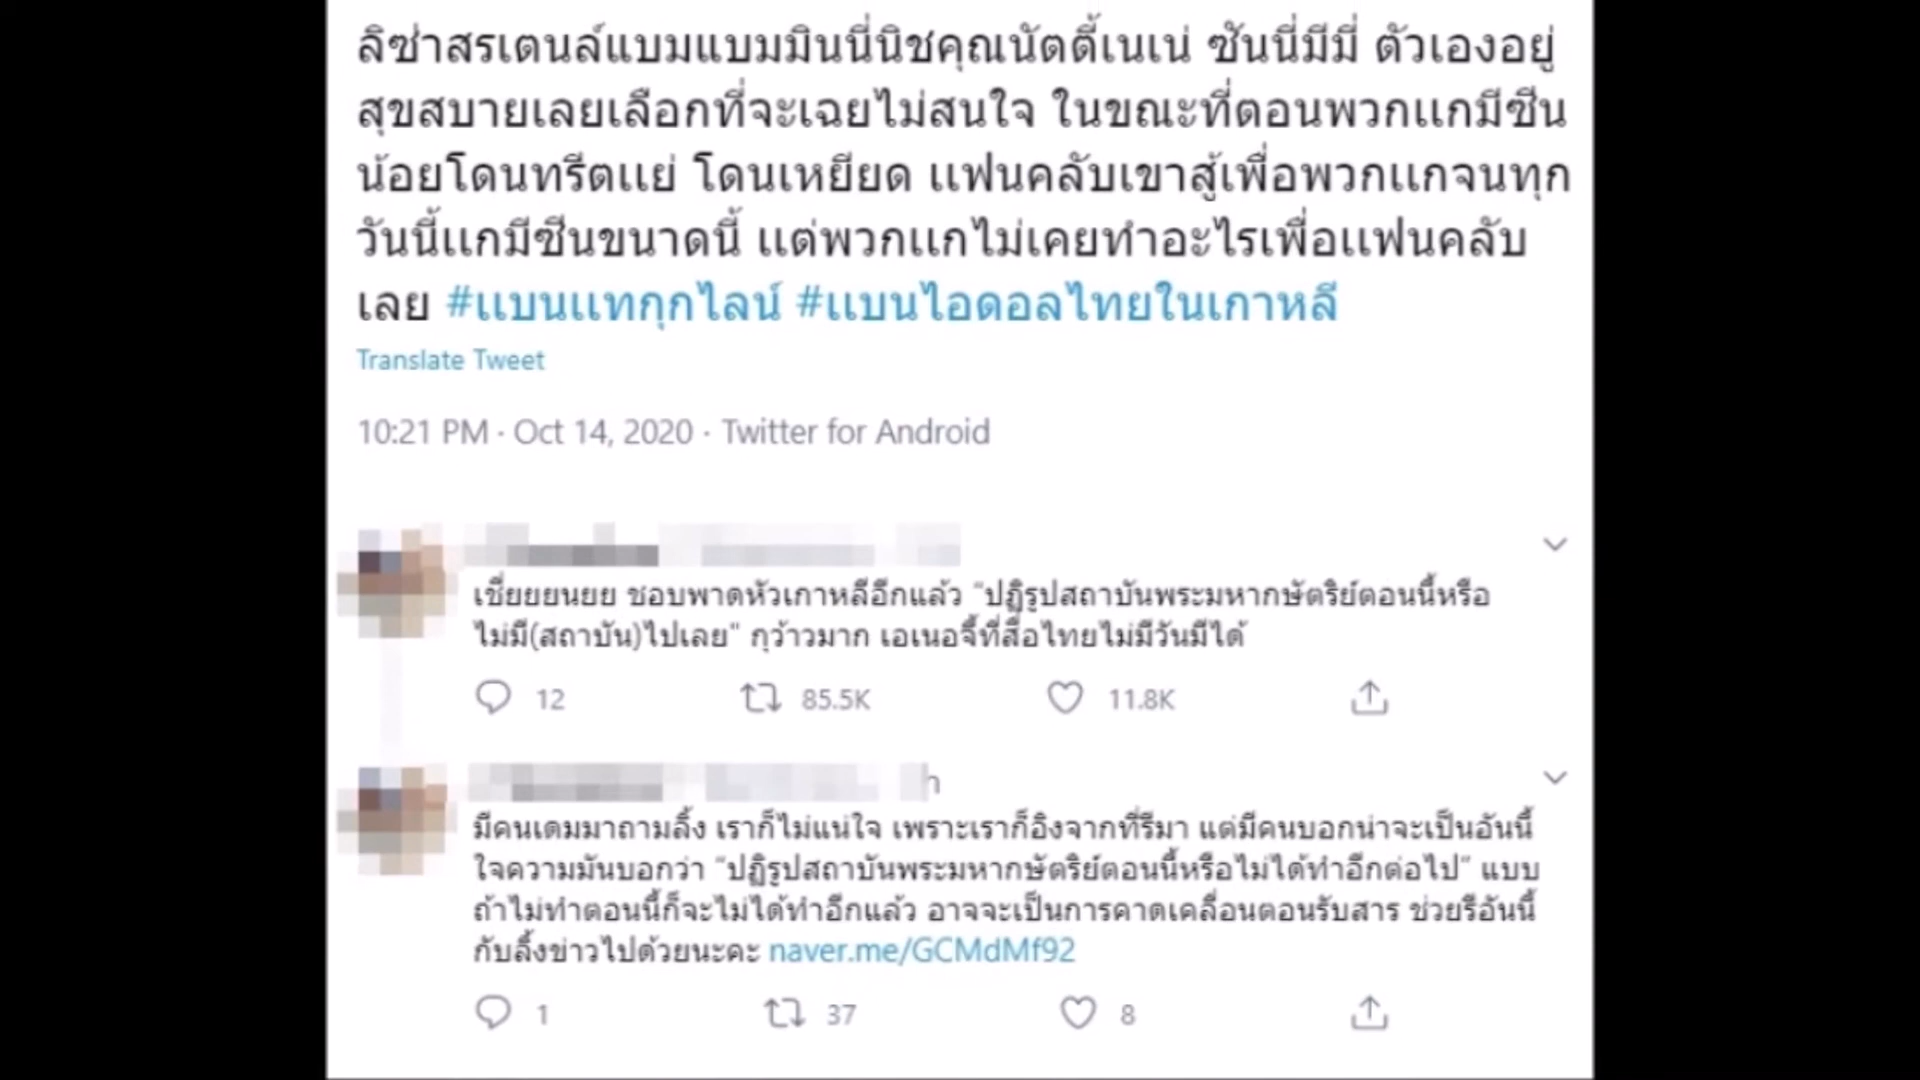 ลิซ่าสรเตนล์แบมแบมมินนี่นิชคุณนัตตี้เนเน่ ซันนี่มีมี่ ตัวเองอยู่
สุขสบายเลยเลือกที่จะเฉยไม่สนใจ ในขณะที่ตอนพวกแกมีซีน
น้อยโดนทรีตแย่ โดนเหยียด แฟนคลับเขาสู้เพื่อพวกแกจนทุก
วันนี้แกมีซีนขนาดนี้ แต่พวกแกไม่เคยทำอะไรเพื่อแฟนคลับ
เลย #แบนแทกุกไลน์ #แบนไอดอลไทยในเกาหลี
Translate Tweet
10:21 PM · Oct 14, 2020 · Twitter for Android
เชี่ยยยนยย ชอบพาดหัวเกาหลีอีกแล้ว "ปฏิรูปสถาบันพระมหากษัตริย์ตอนนี้หรือ
ไม่มี(สถาบัน)ไปเลย" กุว้าวมาก เอเนอจี้ที่สื่อไทยไม่มีวันมีได้
12 85.5K 11.8K
มีคนเดมมาถามลิ้ง เราก็ไม่แน่ใจ เพราะเราก็อิงจากที่รีมา แต่มีคนบอกน่าจะเป็นอันนี้
ใจความมันบอกว่า "ปฏิรูปสถาบันพระมหากษัตริย์ตอนนี้หรือไม่ได้ทำอีกต่อไป" แบบ
ถ้าไม่ทำตอนนี้ก็จะไม่ได้ทำอีกแล้ว อาจจะเป็นการคาดเคลื่อนตอนรับสาร ช่วยรีอันนี้
กับลิ้งข่าวไปด้วยนะคะ naver.me/GCMdMf92
1 37 8